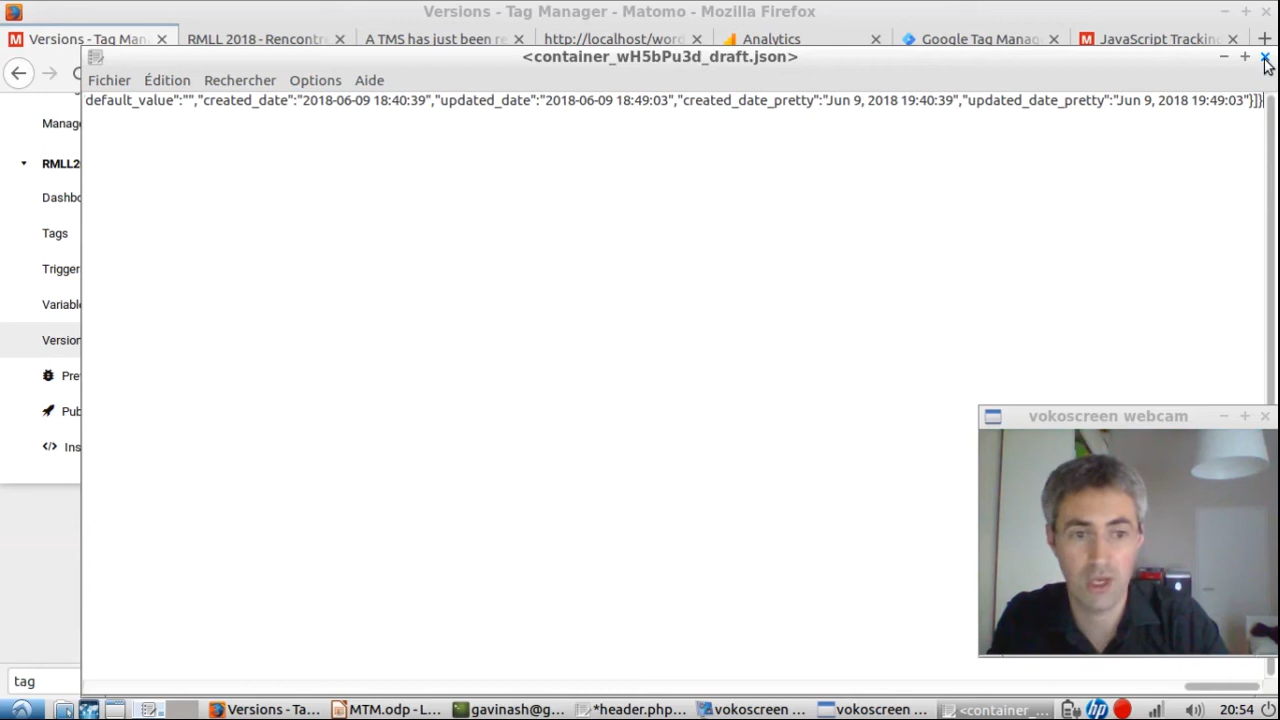 Versions - Tag Manager - Matomo - Mozilla Firefox
Versions - Tag Man
RMLL 2018 - Rencontr
A TMS has just been re
http://localhost/word
Analytics
Google Tag Manag
JavaScript Tracking
<container_wH5bPu3d_draft.json>
Fichier Édition Rechercher Options Aide
default_value":"","created_date":"2018-06-09 18:40:39","updated_date":"2018-06-09 18:49:03","created_date_pretty":"Jun 9, 2018 19:40:39","updated_date_pretty":"Jun 9, 2018 19:49:03"}]}
Manage
RMLL2
Dashbo
Tags
Trigger
Variabl
Version
Pre
Pub
Ins
vokoscreen webcam
tag
Versions - Ta...
MTM.odp - L...
gavinash@g...
*header.php...
vokoscreen ...
vokoscreen ...
<container_...
20:54